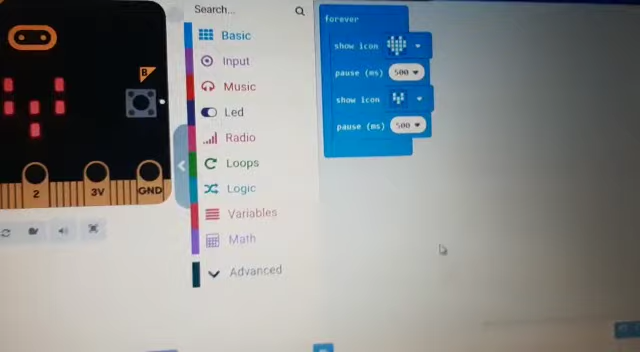 Search...
Basic
Input
Music
Led
Radio
Loops
Logic
Variables
Math
Advanced
forever
show icon
pause (ms) 500
show icon
pause (ms) 500
B
2 3V GND